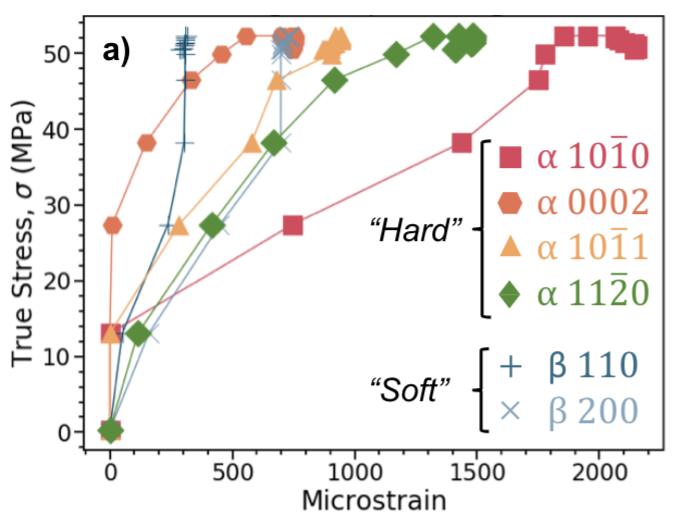 a)
True Stress, σ (MPa)
50
40
30
20
10
0
α 101̅0
α 0002
α 101̅1
α 112̅0
“Hard”
β 110
β 200
“Soft”
0 500 1000 1500 2000
Microstrain